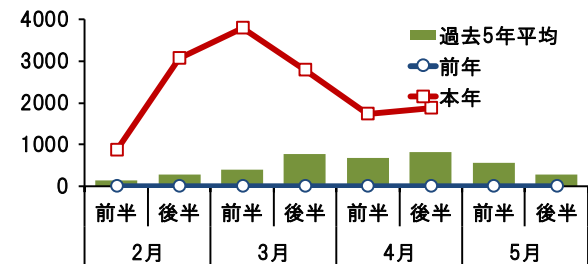 4000
3000
2000
1000
0
過去5年平均
前年
本年
前半 後半 前半 後半 前半 後半 前半 後半
2月 3月 4月 5月